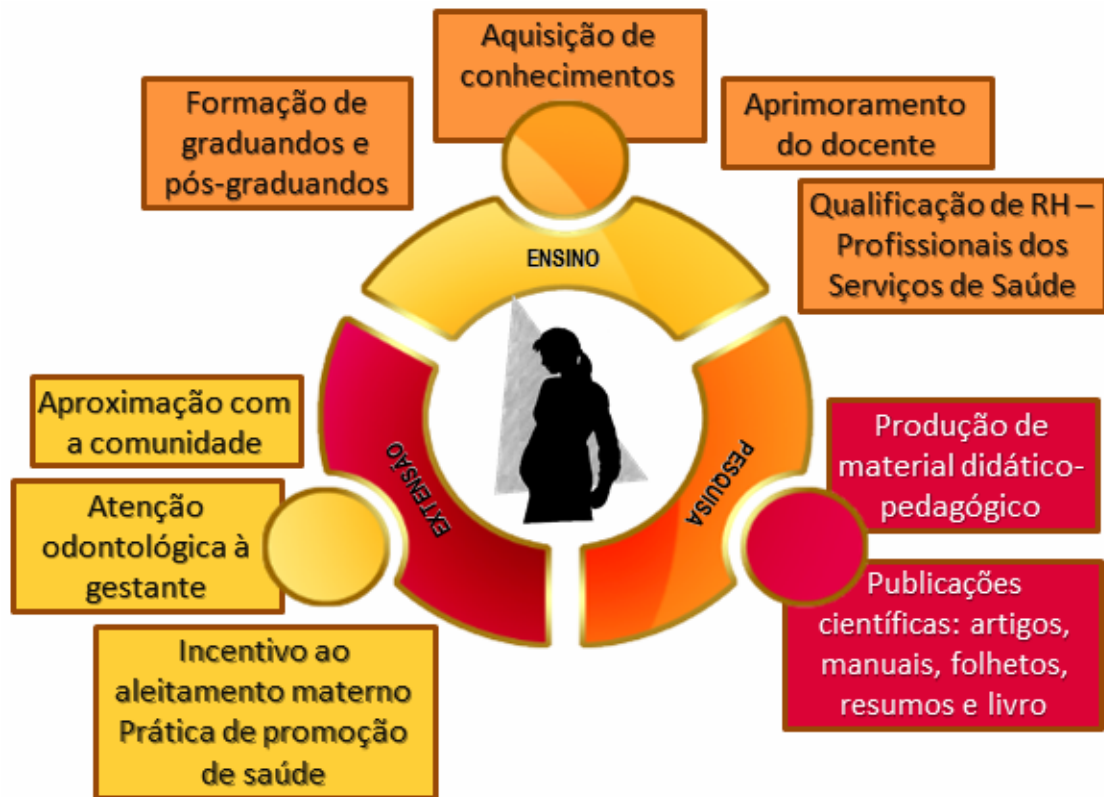 Aquisição de
conhecimentos
Formação de
graduandos e
pós-graduandos
Aprimoramento
do docente
Qualificação de RH –
Profissionais dos
Serviços de Saúde
ENSINO
EXTENSÃO
PESQUISA
Aproximação com
a comunidade
Atenção
odontológica à
gestante
Incentivo ao
aleitamento materno
Prática de promoção
de saúde
Produção de
material didático-
pedagógico
Publicações
científicas: artigos,
manuais, folhetos,
resumos e livro